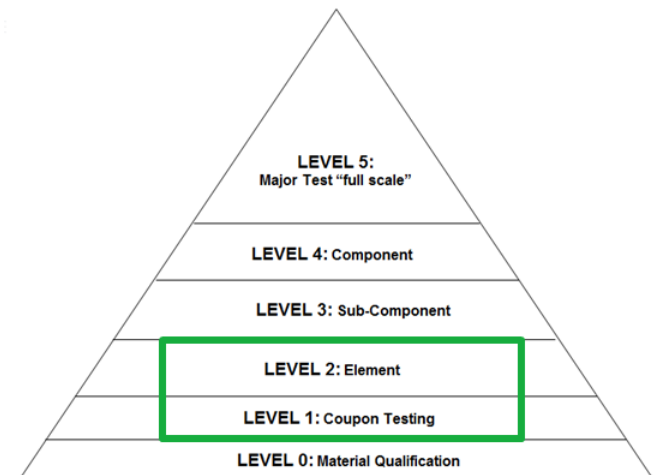 LEVEL 5:
Major Test “full scale”
LEVEL 4: Component
LEVEL 3: Sub-Component
LEVEL 2: Element
LEVEL 1: Coupon Testing
LEVEL 0: Material Qualification